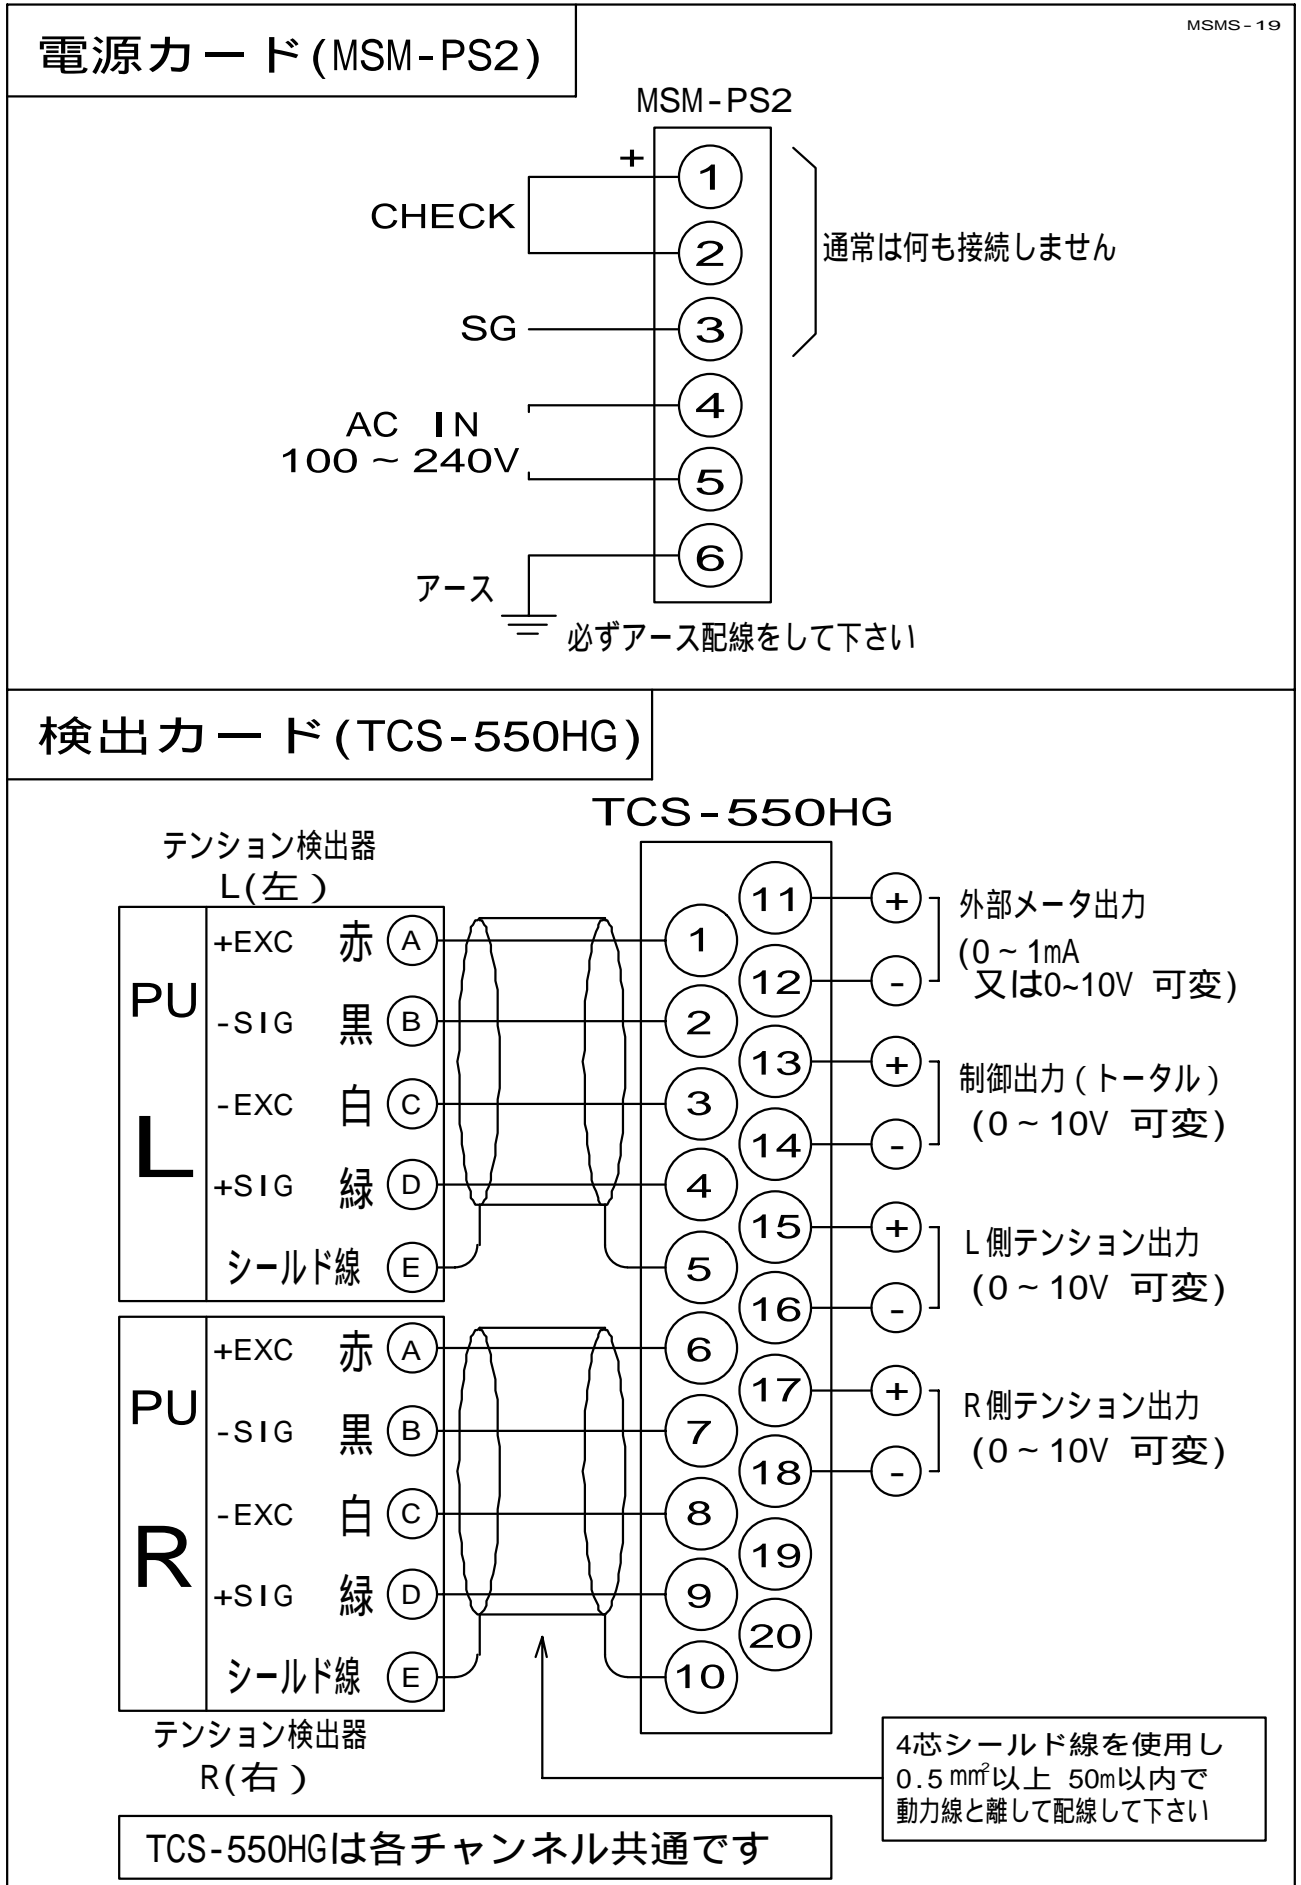 電源カード(MSM-PS2)
MSMS-19
MSM-PS2
+
1
CHECK
2
通常は何も接続しません
SG
3
AC IN
100～240V
4
5
6
アース
必ずアース配線をして下さい
検出カード(TCS-550HG)
TCS-550HG
テンション検出器
L(左)
PU
L
+EXC 赤 A
-SIG 黒 B
-EXC 白 C
+SIG 緑 D
シールド線 E
1
2
3
4
5
PU
R
+EXC 赤 A
-SIG 黒 B
-EXC 白 C
+SIG 緑 D
シールド線 E
6
7
8
9
10
テンション検出器
R(右)
11 +
12 -
外部メータ出力
(0～1mA
又は0~10V 可変)
13 +
14 -
制御出力(トータル)
(0～10V 可変)
15 +
16 -
L側テンション出力
(0～10V 可変)
17 +
18 -
R側テンション出力
(0～10V 可変)
19
20
4芯シールド線を使用し
0.5㎜²以上 50m以内で
動力線と離して配線して下さい
TCS-550HGは各チャンネル共通です